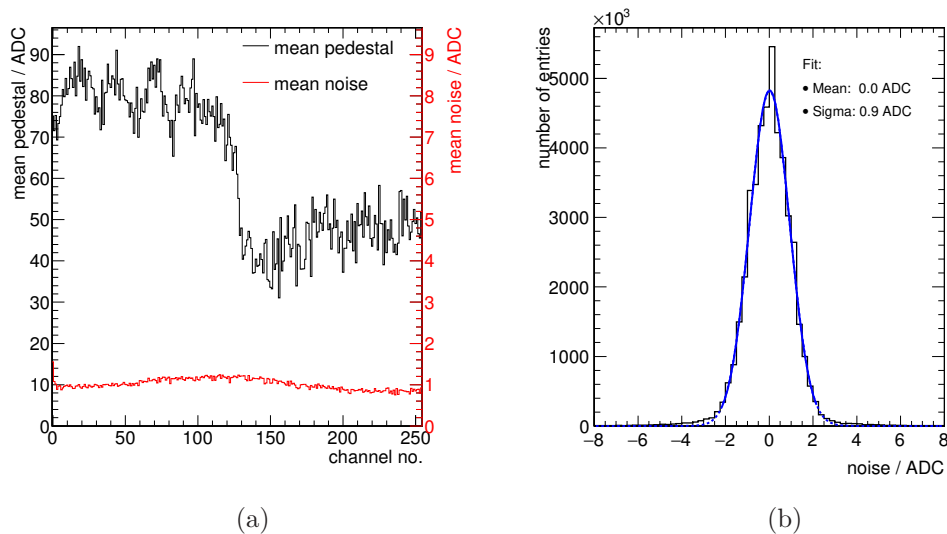 mean pedestal / ADC
90
80
70
60
50
40
30
20
10
0
mean pedestal
mean noise
mean noise / ADC
9
8
7
6
5
4
3
2
1
0
0 50 100 150 200 250
channel no.
(a)
×10³
number of entries
5000
4000
3000
2000
1000
0
Fit:
• Mean: 0.0 ADC
• Sigma: 0.9 ADC
−8 −6 −4 −2 0 2 4 6 8
noise / ADC
(b)